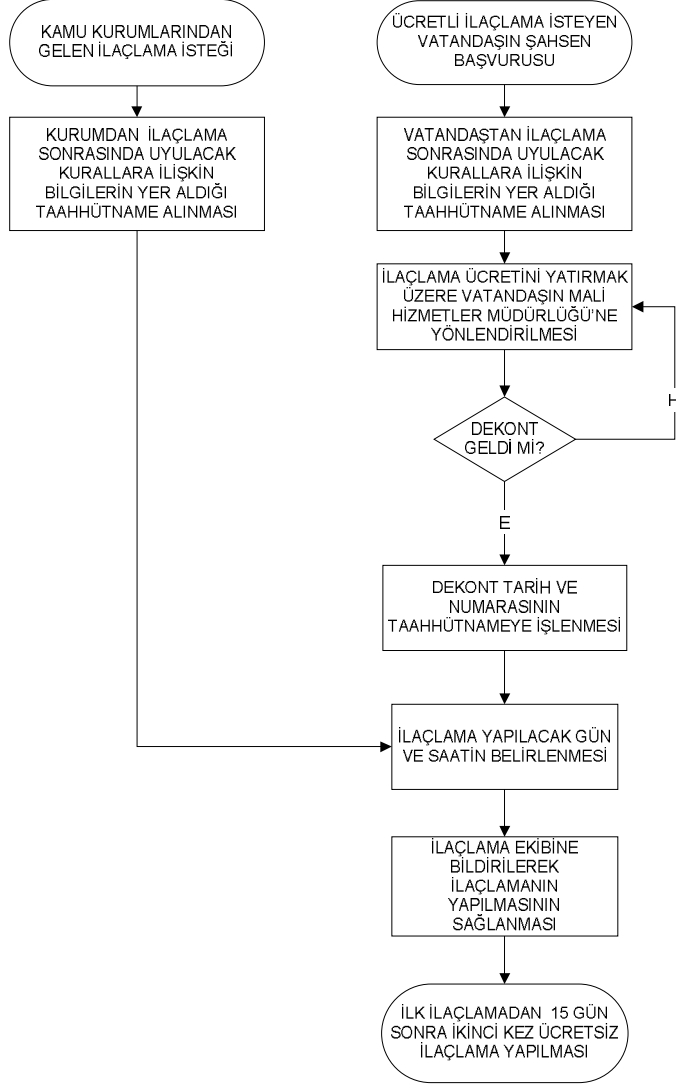 KAMU KURUMLARINDAN
GELEN İLAÇLAMA İSTEĞİ
KURUMDAN İLAÇLAMA
SONRASINDA UYULACAK
KURALLARA İLİŞKİN
BİLGİLERİN YER ALDIĞI
TAAHHÜTNAME ALINMASI
ÜCRETLİ İLAÇLAMA İSTEYEN
VATANDAŞIN ŞAHSEN
BAŞVURUSU
VATANDAŞTAN İLAÇLAMA
SONRASINDA UYULACAK
KURALLARA İLİŞKİN
BİLGİLERİN YER ALDIĞI
TAAHHÜTNAME ALINMASI
İLAÇLAMA ÜCRETİNİ YATIRMAK
ÜZERE VATANDAŞIN MALİ
HİZMETLER MÜDÜRLÜĞÜ'NE
YÖNLENDİRİLMESİ
DEKONT
GELDİ Mİ?
H
E
DEKONT TARİH VE
NUMARASININ
TAAHHÜTNAMEYE İŞLENMESİ
İLAÇLAMA YAPILACAK GÜN
VE SAATİN BELİRLENMESİ
İLAÇLAMA EKİBİNE
BİLDİRİLEREK
İLAÇLAMANIN
YAPILMASININ
SAĞLANMASI
İLK İLAÇLAMADAN 15 GÜN
SONRA İKİNCİ KEZ ÜCRETSİZ
İLAÇLAMA YAPILMASI